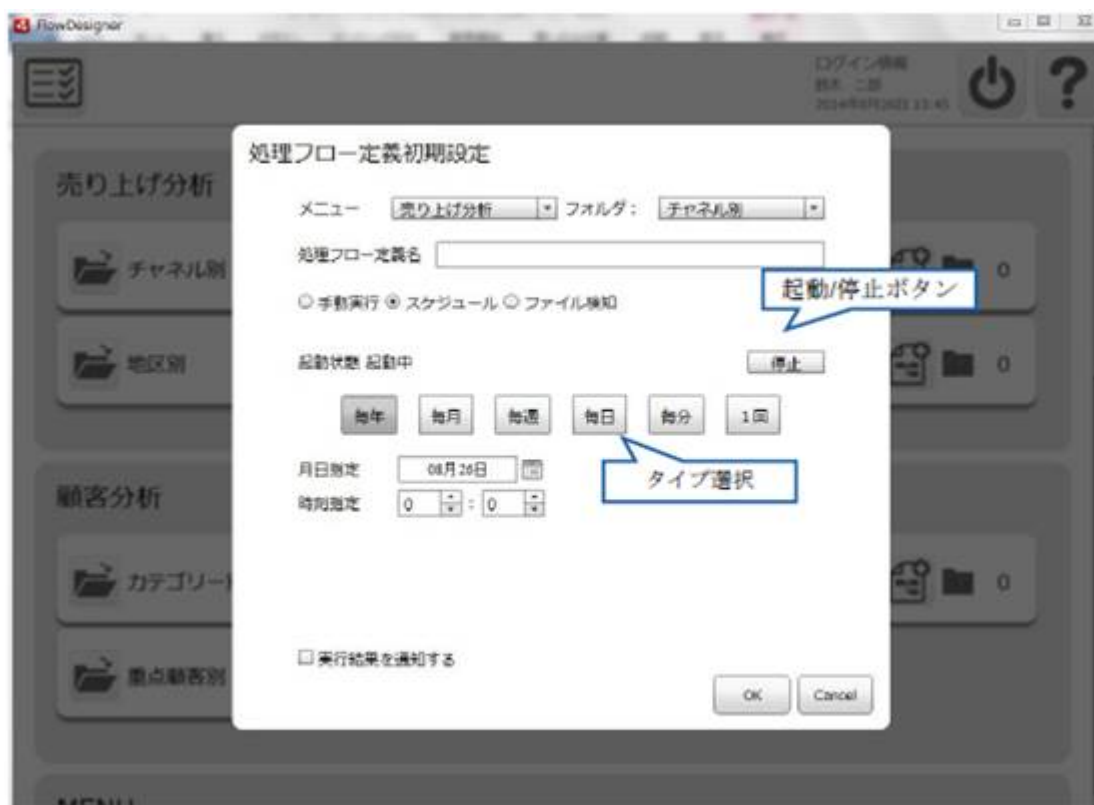 FlowDesigner
ログイン情報
鈴木 二郎
売り上げ分析
チャネル別
0
地区別
0
顧客分析
カテゴリー
0
重点顧客別
MENU
処理フロー定義初期設定
メニュー 売り上げ分析 フォルダ: チャネル別
処理フロー定義名
手動実行 スケジュール ファイル検知
起動/停止ボタン
起動状態 起動中 停止
毎年 毎月 毎週 毎日 毎分 1回
タイプ選択
月日指定 08月26日
時刻指定 0 : 0
実行結果を通知する
OK Cancel